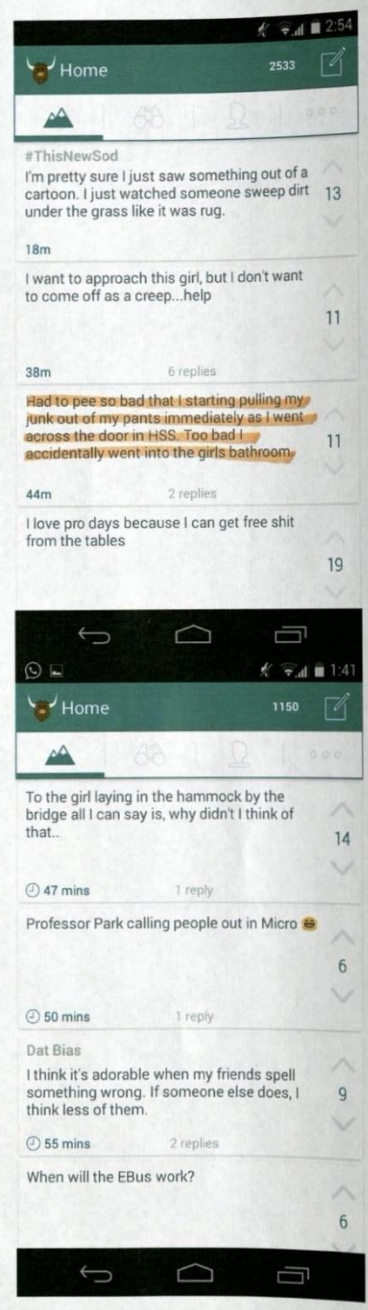 2:54
Home
2533
#ThisNewSod
I'm pretty sure I just saw something out of a
cartoon. I just watched someone sweep dirt
under the grass like it was rug.
13
18m
I want to approach this girl, but I don't want
to come off as a creep...help
11
38m
6 replies
Had to pee so bad that I starting pulling my
junk out of my pants immediately as I went
across the door in HSS. Too bad I
accidentally went into the girls bathroom.
11
44m
2 replies
I love pro days because I can get free shit
from the tables
19
1:41
Home
1150
To the girl laying in the hammock by the
bridge all I can say is, why didn't I think of
that..
14
47 mins
1 reply
Professor Park calling people out in Micro 😄
6
50 mins
1 reply
Dat Bias
I think it's adorable when my friends spell
something wrong. If someone else does, I
think less of them.
9
55 mins
2 replies
When will the EBus work?
6